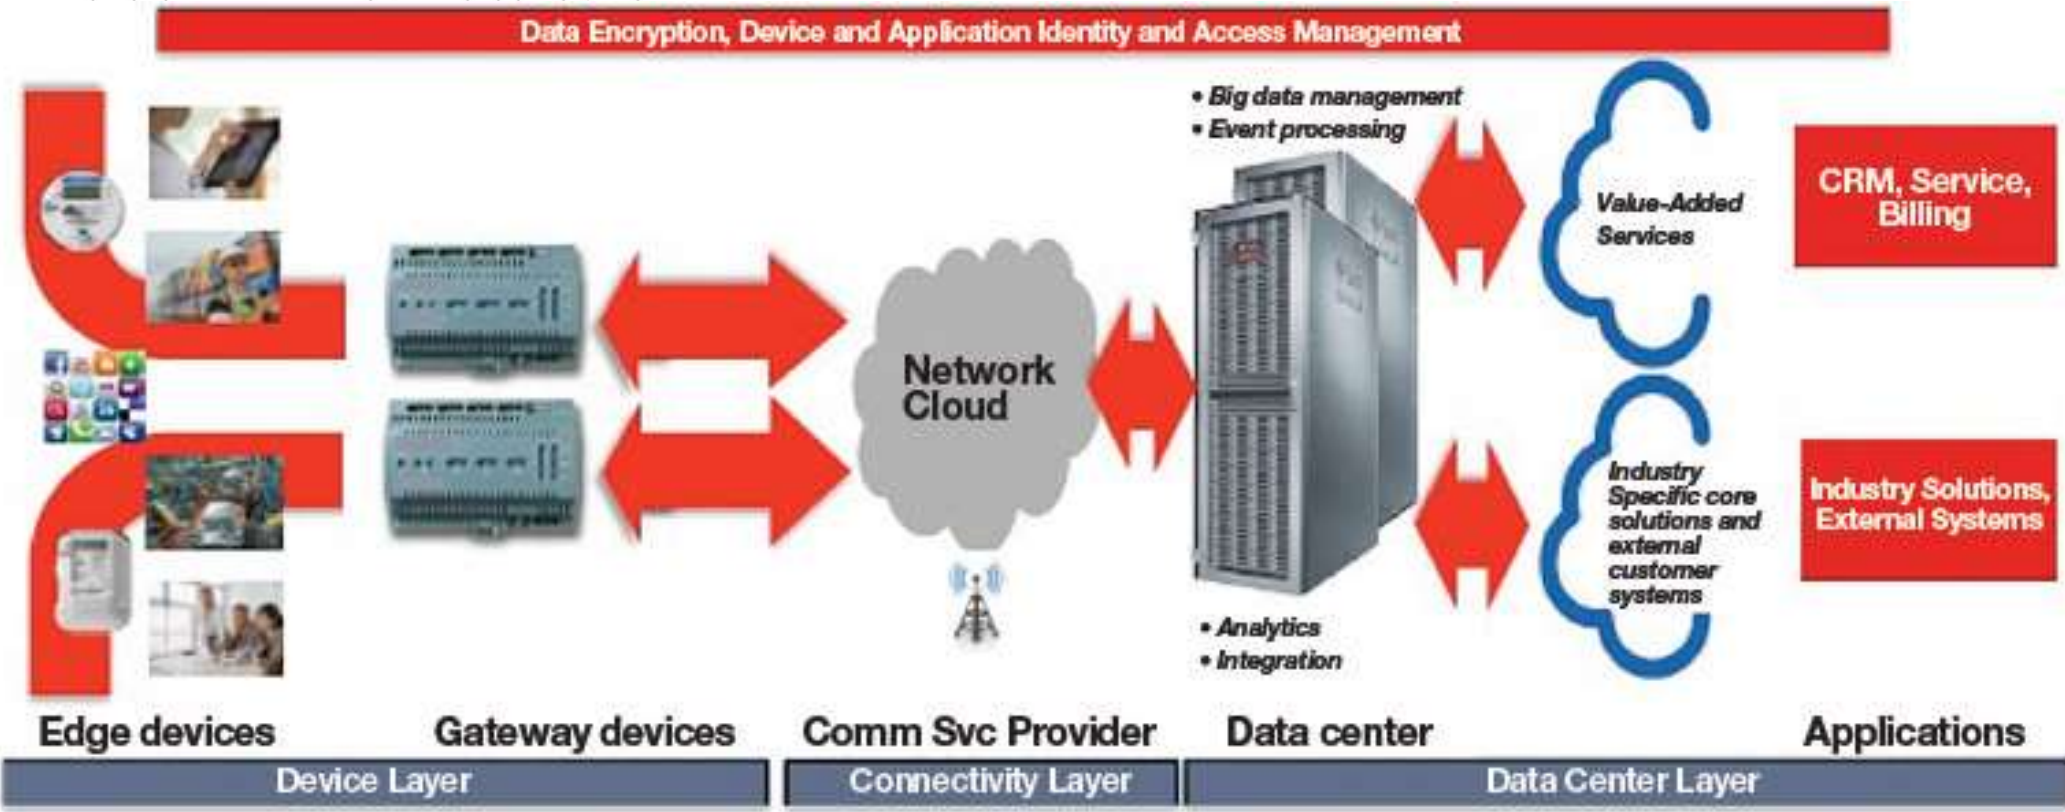 Data Encryption, Device and Application Identity and Access Management
• Big data management
• Event processing
Value-Added
Services
CRM, Service,
Billing
Network
Cloud
Industry
Specific core
solutions and
external
customer
systems
Industry Solutions,
External Systems
• Analytics
• Integration
Edge devices
Gateway devices
Comm Svc Provider
Data center
Applications
Device Layer
Connectivity Layer
Data Center Layer